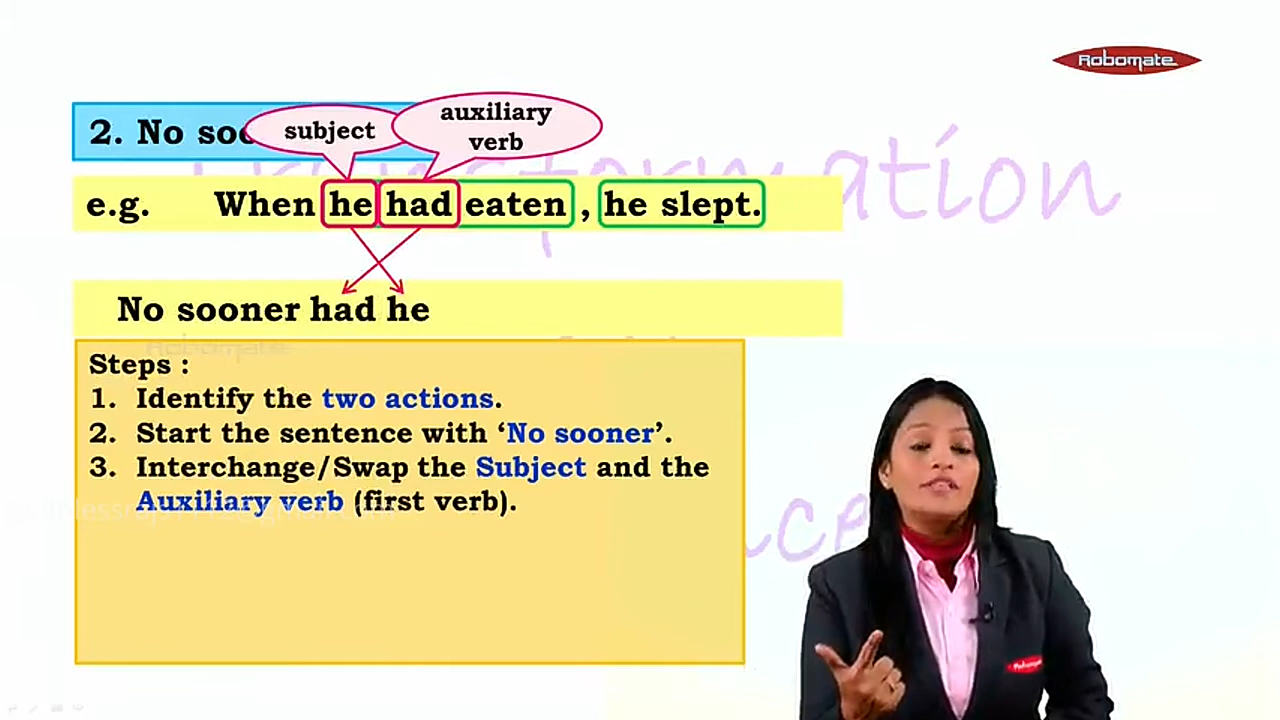 Robomate
2. No soo
subject
auxiliary
verb
e.g. When he had eaten , he slept.
No sooner had he
Robomate
Steps :
1. Identify the two actions.
2. Start the sentence with ‘No sooner’.
3. Interchange/Swap the Subject and the
Auxiliary verb (first verb).